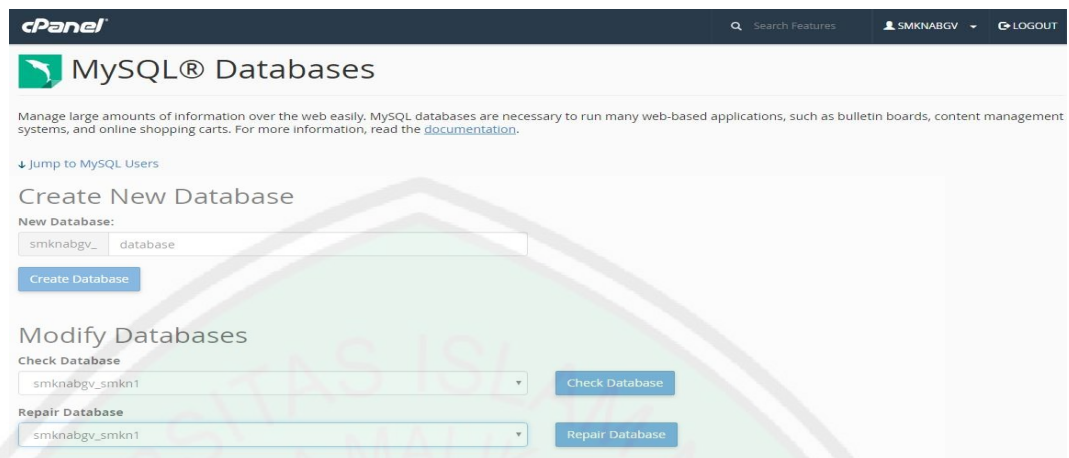 cPanel®
Search Features
SMKNABGV
LOGOUT
MySQL® Databases
Manage large amounts of information over the web easily. MySQL databases are necessary to run many web-based applications, such as bulletin boards, content management
systems, and online shopping carts. For more information, read the documentation.
Jump to MySQL Users
Create New Database
New Database:
smknabgv_ database
Create Database
Modify Databases
Check Database
smknabgv_smkn1 Check Database
Repair Database
smknabgv_smkn1 Repair Database
SITAS ISLAM